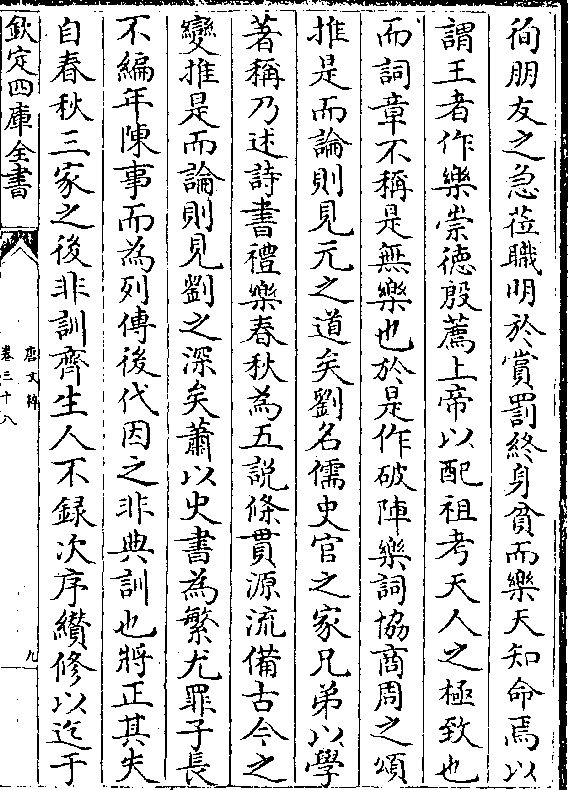 徇朋友之急莅職明於賞罰終身貧而樂天知命焉以
謂王者作樂崇德殷薦上帝以配祖考天人之極致也
而詞章不稱是無樂也於是作破陣樂詞協商周之頌
推是而論則見元之道矣劉名儒史官之家兄弟以學
著稱乃述詩書禮樂春秋為五說條貫源流備古今之
變推是而論則見劉之深矣蕭以史書為繁尤罪子長
不編年陳事而為列傳後代因之非典訓也將正其失
自春秋三家之後非訓齊生人不録次序纘修以迄于
欽定四庫全書
唐文粹
卷三十八
九